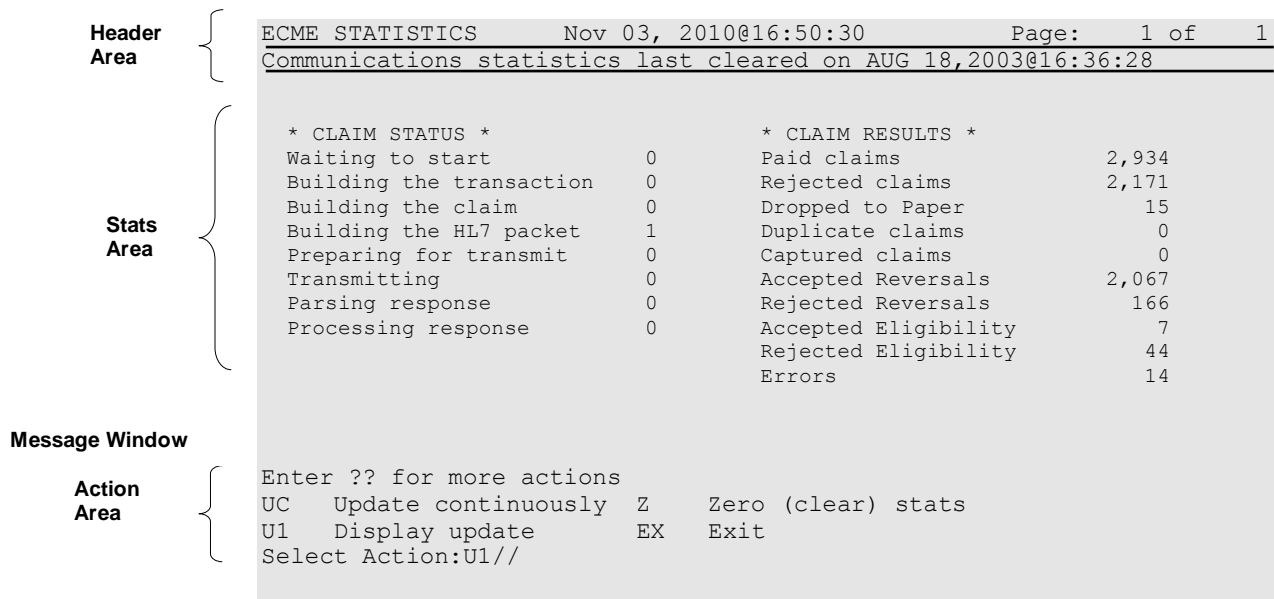 Header
Area
ECME STATISTICS Nov 03, 2010@16:50:30 Page: 1 of 1
Communications statistics last cleared on AUG 18,2003@16:36:28
Stats
Area
* CLAIM STATUS * * CLAIM RESULTS *
Waiting to start 0 Paid claims 2,934
Building the transaction 0 Rejected claims 2,171
Building the claim 0 Dropped to Paper 15
Building the HL7 packet 1 Duplicate claims 0
Preparing for transmit 0 Captured claims 0
Transmitting 0 Accepted Reversals 2,067
Parsing response 0 Rejected Reversals 166
Processing response 0 Accepted Eligibility 7
Rejected Eligibility 44
Errors 14
Message Window
Action
Area
Enter ?? for more actions
UC Update continuously Z Zero (clear) stats
U1 Display update EX Exit
Select Action:U1//